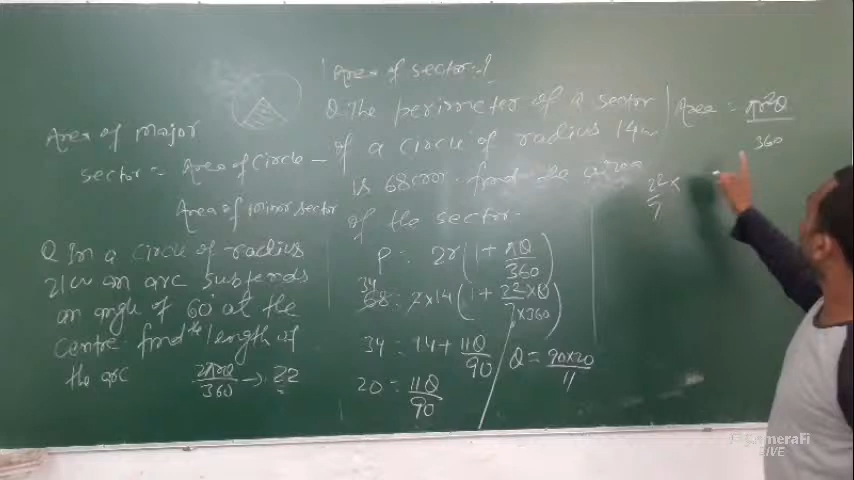 Area of sector :-
Area of major
sector = Area of circle -
Area of minor sector
Q In a circle of radius
21cm an arc subtends
an angle of 60° at the
centre find the length of
the arc 2πrθ/360 → 22
Q. The perimeter of a sector
of a circle of radius 14cm
is 68cm. find the area
of the sector.
P = 2r(1 + πθ/360)
34
68 = 2×14(1 + 22×θ/7×360)
34 = 14 + 11θ/90
20 = 11θ/90
θ = 90×20/11
Area = πr²θ/360
22/7 ×
CameraFi
LIVE